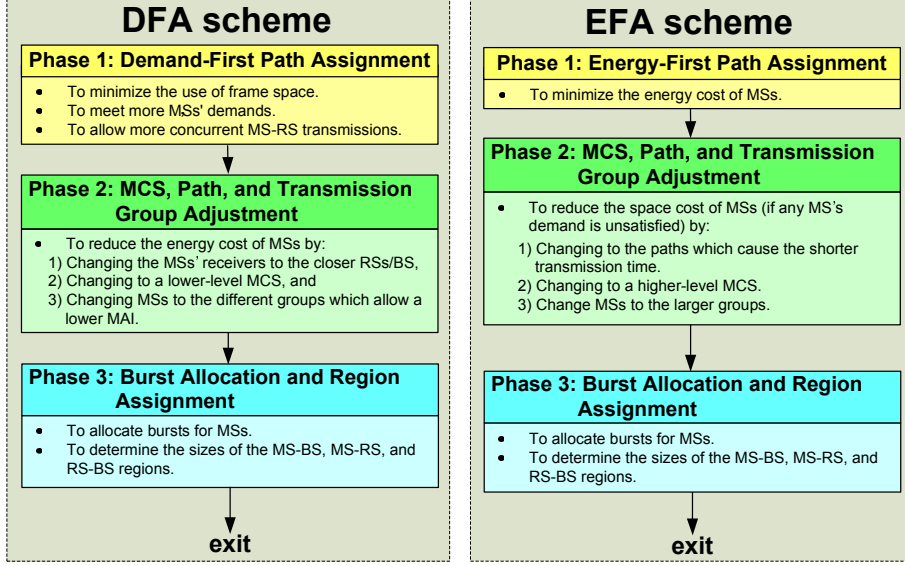 DFA scheme
Phase 1: Demand-First Path Assignment
• To minimize the use of frame space.
• To meet more MSs' demands.
• To allow more concurrent MS-RS transmissions.
Phase 2: MCS, Path, and Transmission
Group Adjustment
• To reduce the energy cost of MSs by:
1) Changing the MSs' receivers to the closer RSs/BS,
2) Changing to a lower-level MCS, and
3) Changing MSs to the different groups which allow a
lower MAI.
Phase 3: Burst Allocation and Region
Assignment
• To allocate bursts for MSs.
• To determine the sizes of the MS-BS, MS-RS, and
RS-BS regions.
exit
EFA scheme
Phase 1: Energy-First Path Assignment
• To minimize the energy cost of MSs.
Phase 2: MCS, Path, and Transmission
Group Adjustment
• To reduce the space cost of MSs (if any MS's
demand is unsatisfied) by:
1) Changing to the paths which cause the shorter
transmission time.
2) Changing to a higher-level MCS.
3) Change MSs to the larger groups.
Phase 3: Burst Allocation and Region
Assignment
• To allocate bursts for MSs.
• To determine the sizes of the MS-BS, MS-RS, and
RS-BS regions.
exit